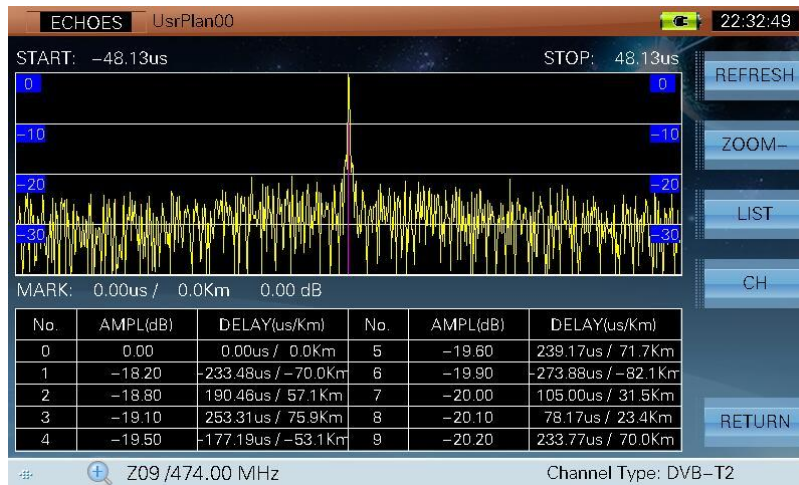 ECHOES UsrPlan00 22:32:49
START: -48.13us STOP: 48.13us
0 0
-10 -10
-20 -20
-30 -30
MARK: 0.00us / 0.0Km 0.00 dB
No. AMPL(dB) DELAY(us/Km) No. AMPL(dB) DELAY(us/Km)
0 0.00 0.00us / 0.0Km 5 -19.60 239.17us / 71.7Km
1 -18.20 -233.48us / -70.0Km 6 -19.90 -273.88us / -82.1Km
2 -18.80 190.46us / 57.1Km 7 -20.00 105.00us / 31.5Km
3 -19.10 253.31us / 75.9Km 8 -20.10 78.17us / 23.4Km
4 -19.50 -177.19us / -53.1Km 9 -20.20 233.77us / 70.0Km
REFRESH
ZOOM-
LIST
CH
RETURN
Z09 /474.00 MHz Channel Type: DVB-T2